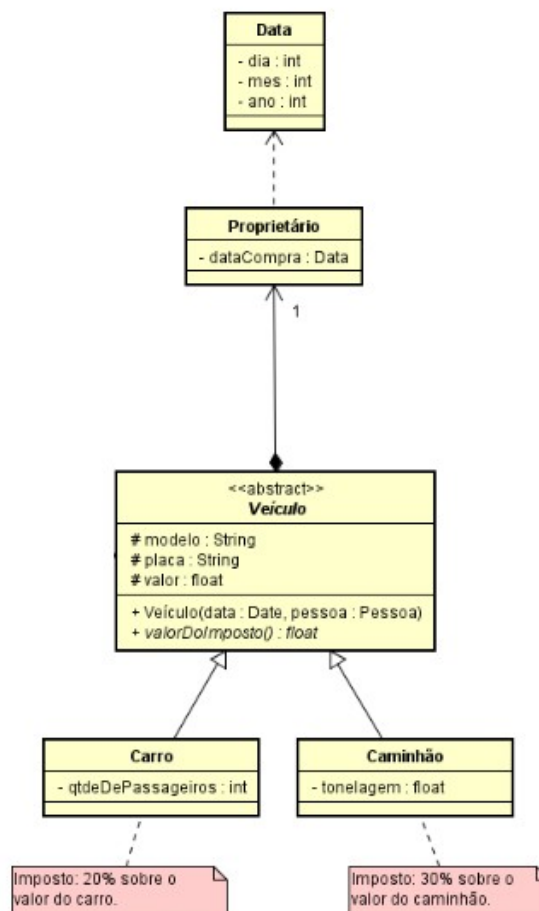 Data
- dia : int
- mes : int
- ano : int
Proprietário
- dataCompra : Data
1
<<abstract>>
Veículo
# modelo : String
# placa : String
# valor : float
+ Veículo(data : Date, pessoa : Pessoa)
+ valorDoImposto() : float
Carro
- qtdeDePassageiros : int
Caminhão
- tonelagem : float
Imposto: 20% sobre o
valor do carro.
Imposto: 30% sobre o
valor do caminhão.